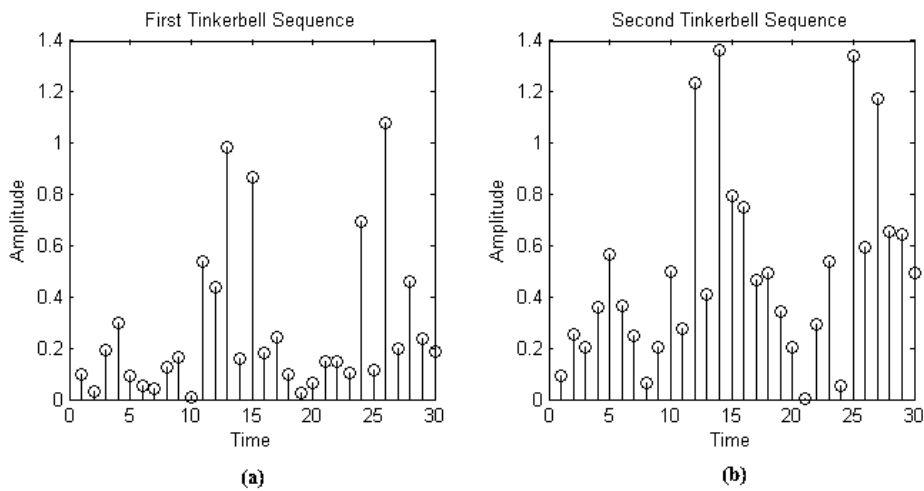 First Tinkerbell Sequence
1.4
1.2
1
0.8
0.6
0.4
0.2
0
Amplitude
0 5 10 15 20 25 30
Time
(a)
Second Tinkerbell Sequence
1.4
1.2
1
0.8
0.6
0.4
0.2
0
Amplitude
0 5 10 15 20 25 30
Time
(b)